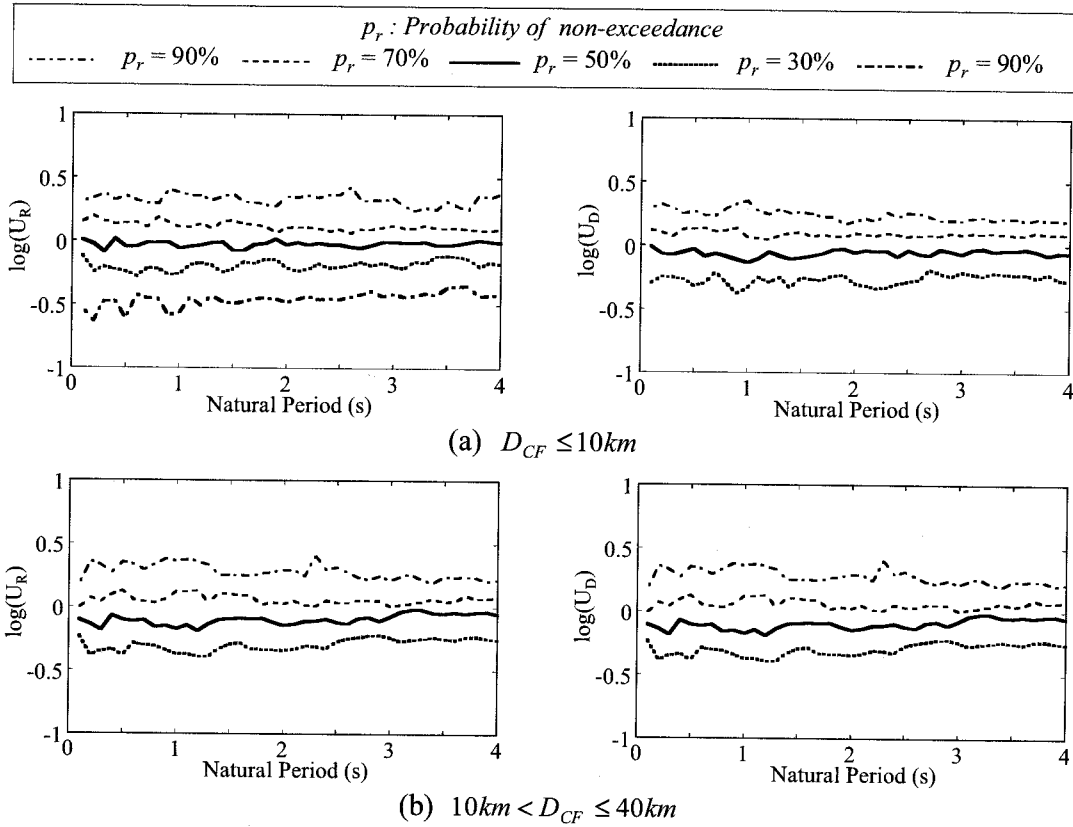 p_r : Probability of non-exceedance
p_r = 90% p_r = 70% p_r = 50% p_r = 30% p_r = 90%
1
0.5
0
-0.5
-1
log(U_R)
0 1 2 3 4
Natural Period (s)
1
0.5
0
-0.5
-1
log(U_D)
0 1 2 3 4
Natural Period (s)
(a) D_CF ≤10km
1
0.5
0
-0.5
-1
log(U_R)
0 1 2 3 4
Natural Period (s)
1
0.5
0
-0.5
-1
log(U_D)
0 1 2 3 4
Natural Period (s)
(b) 10km < D_CF ≤ 40km